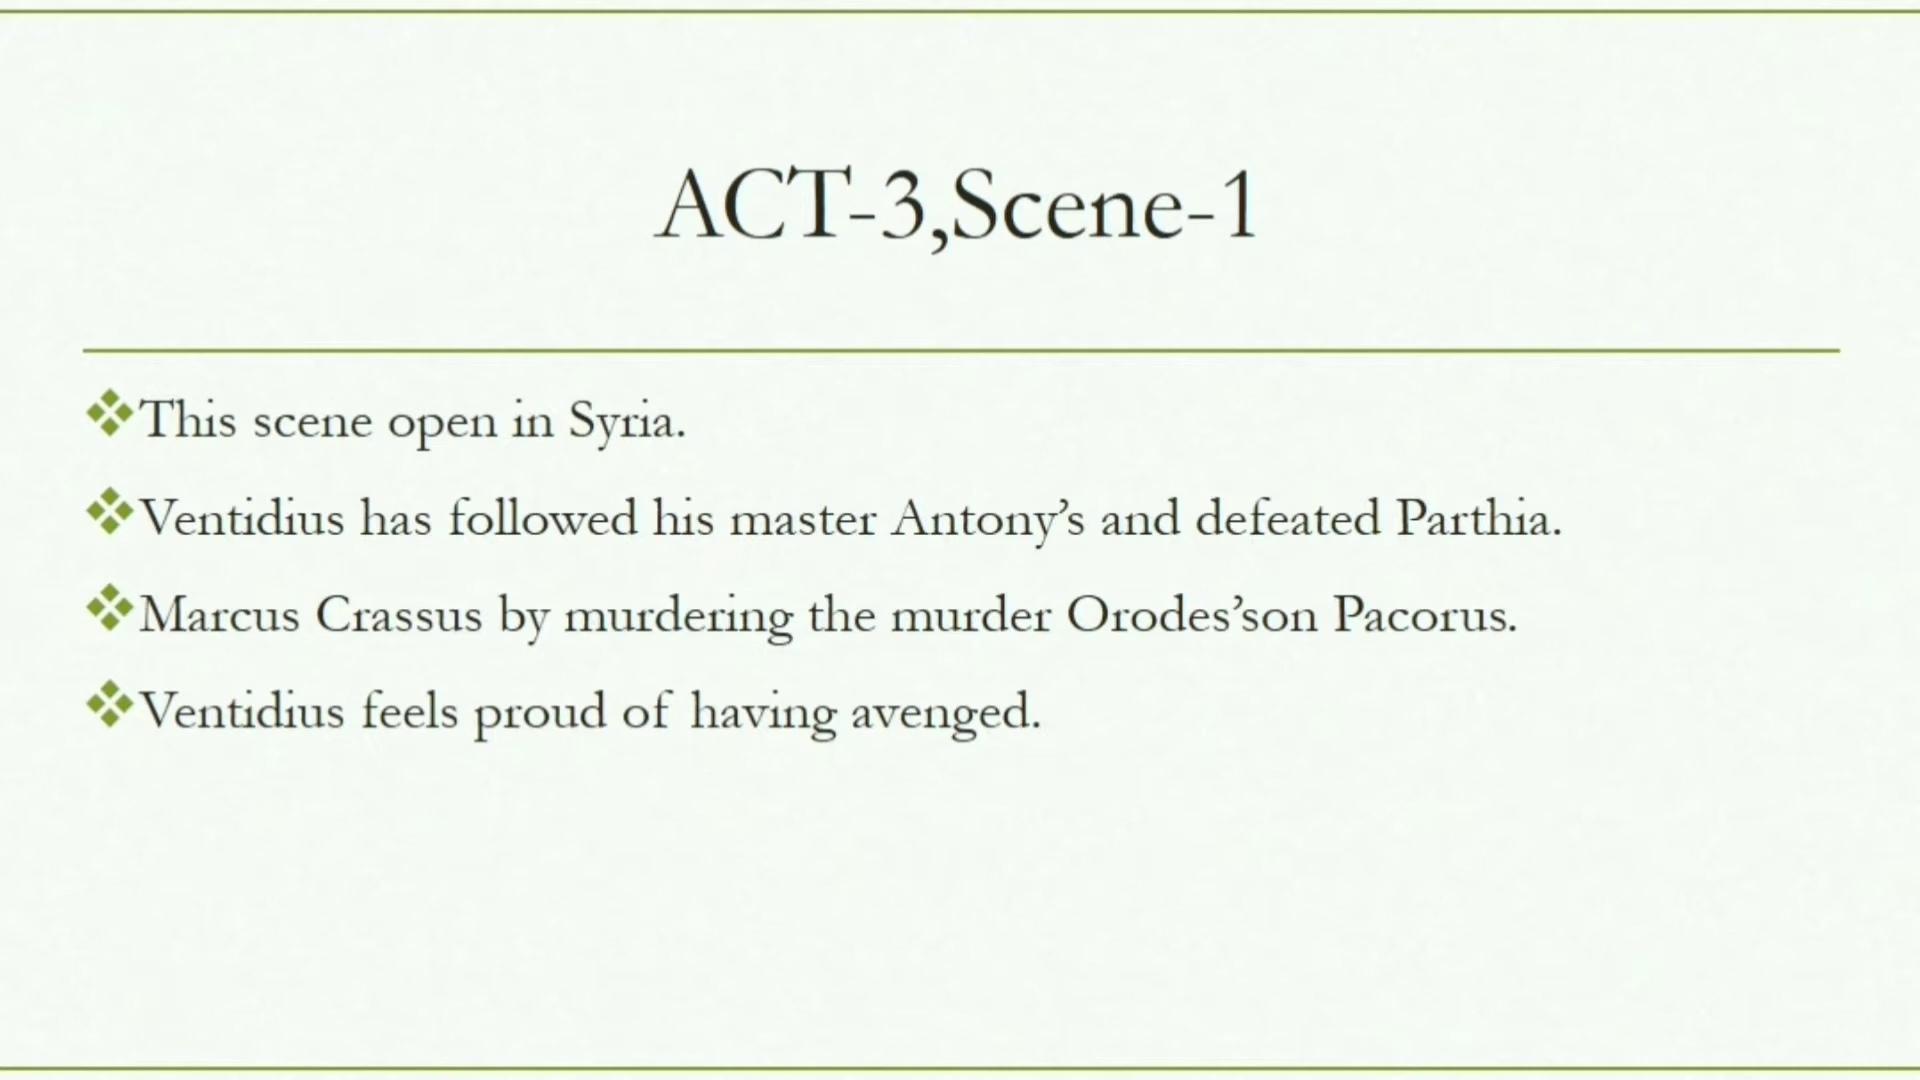 ACT-3,Scene-1
This scene open in Syria.
Ventidius has followed his master Antony’s and defeated Parthia.
Marcus Crassus by murdering the murder Orodes’son Pacorus.
Ventidius feels proud of having avenged.